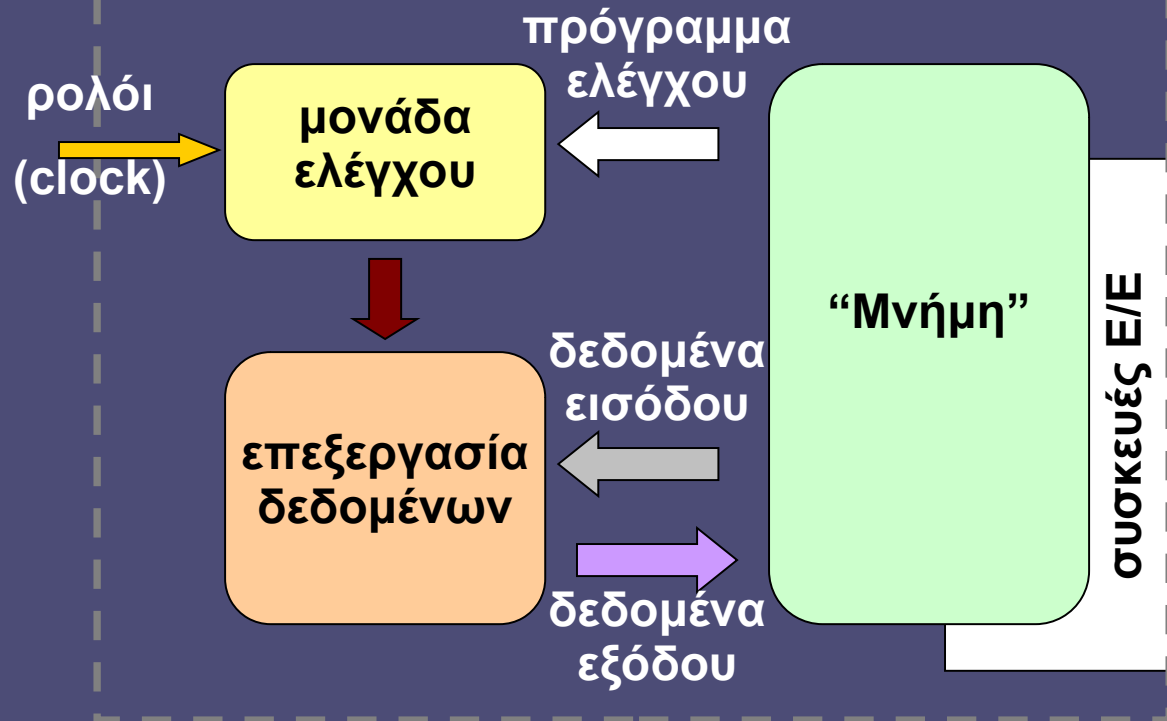 πρόγραμμα
ελέγχου
ρολόι
(clock)
μονάδα
ελέγχου
“Μνήμη”
συσκευές Ε/Ε
δεδομένα
εισόδου
επεξεργασία
δεδομένων
δεδομένα
εξόδου